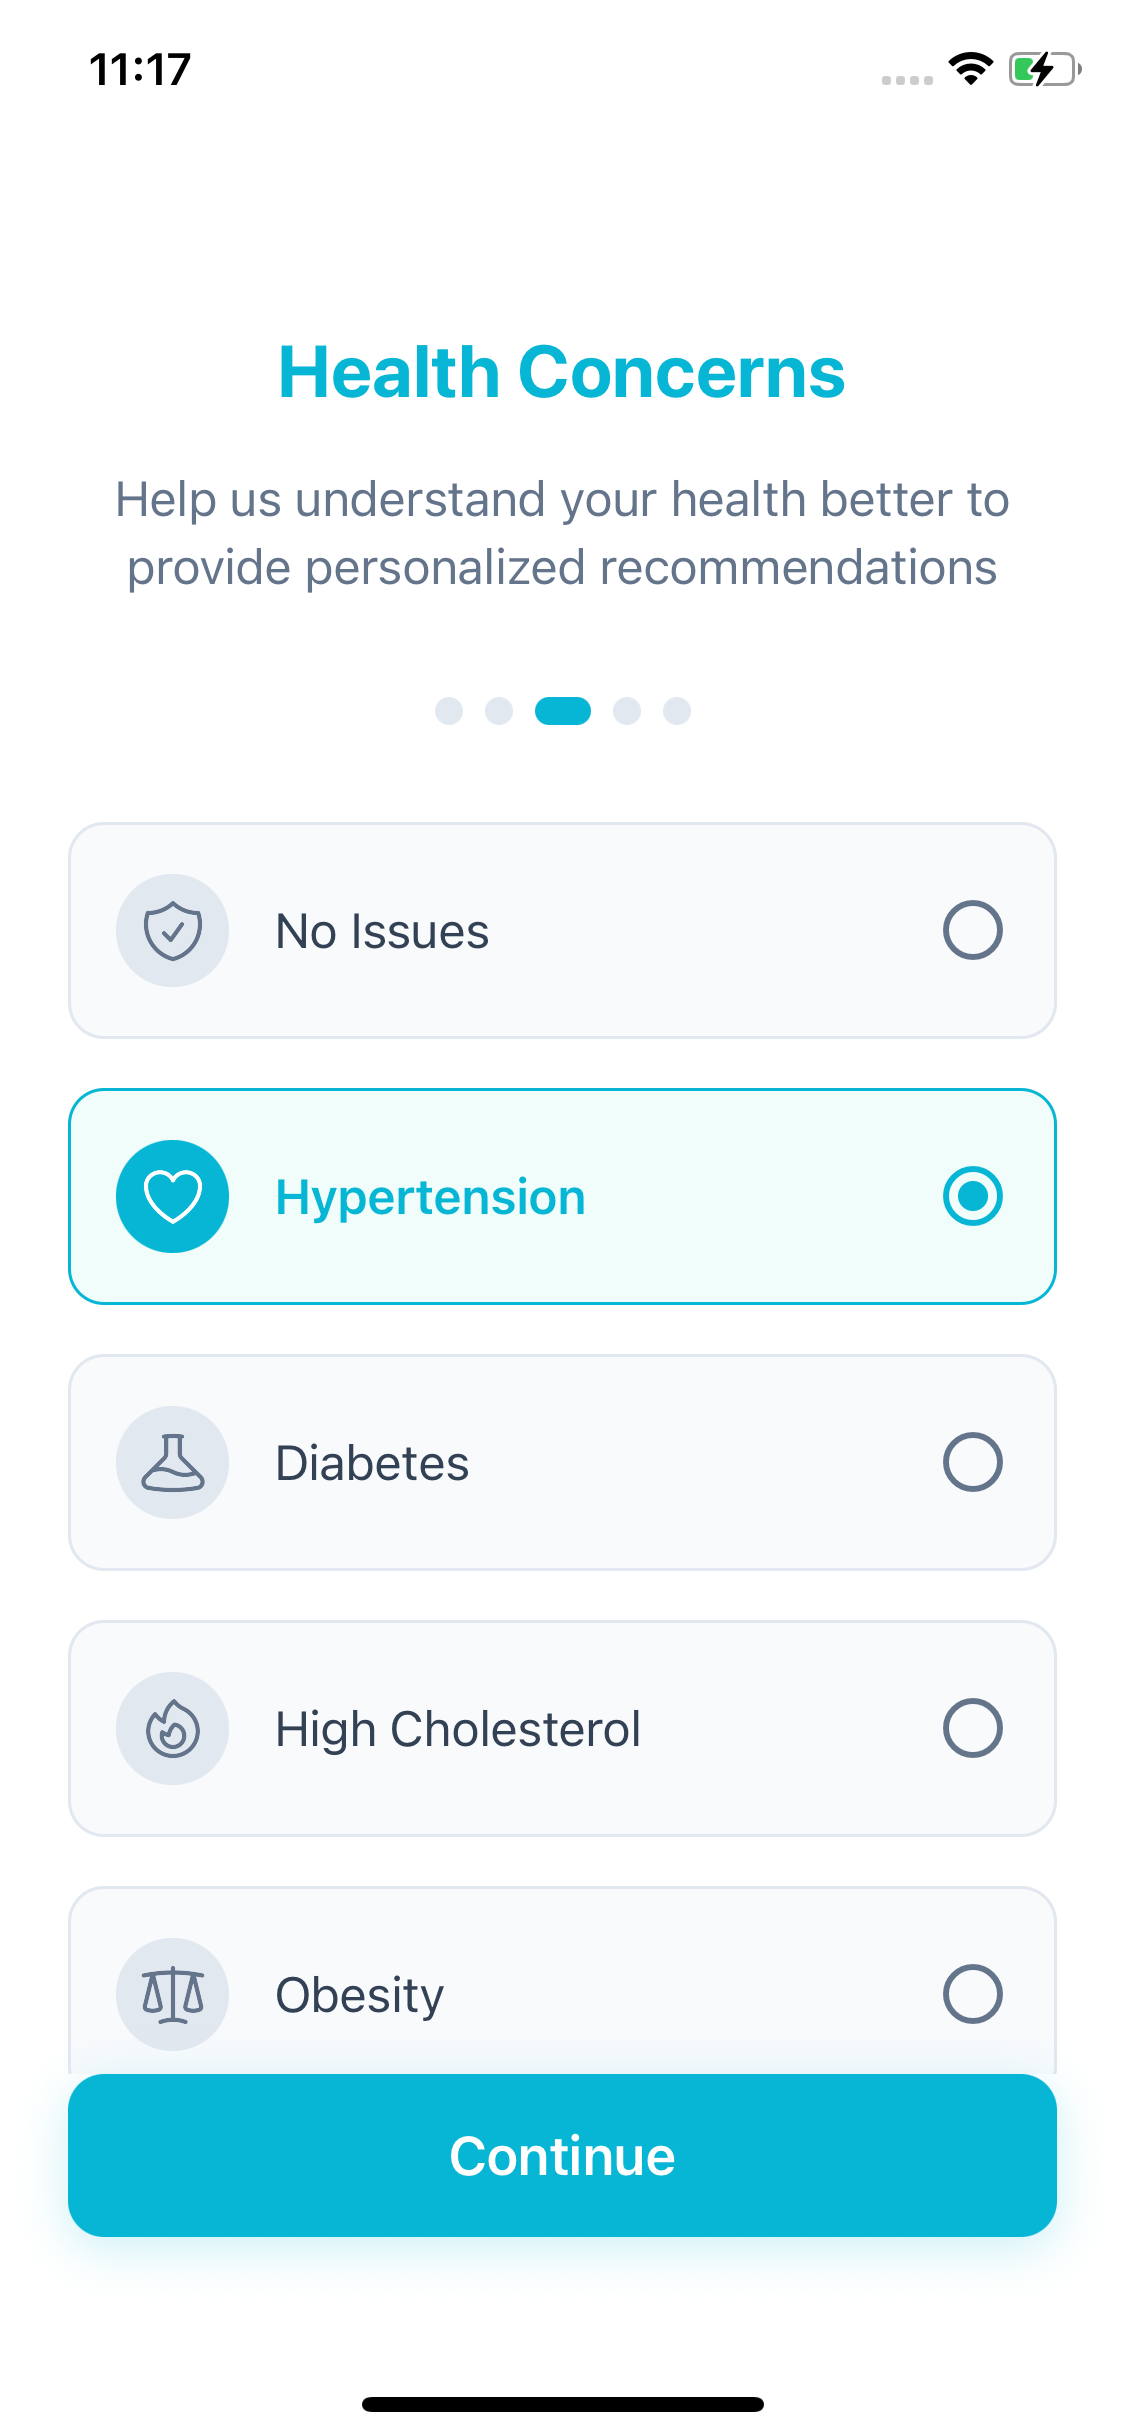 11:17
Health Concerns
Help us understand your health better to
provide personalized recommendations
No Issues
Hypertension
Diabetes
High Cholesterol
Obesity
Continue